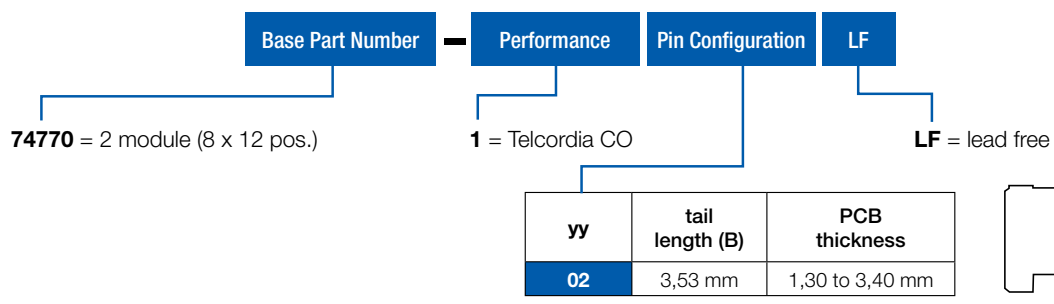 Base Part Number - Performance Pin Configuration LF
74770 = 2 module (8 x 12 pos.) 1 = Telcordia CO LF = lead free
yy tail length (B) PCB thickness
02 3,53 mm 1,30 to 3,40 mm